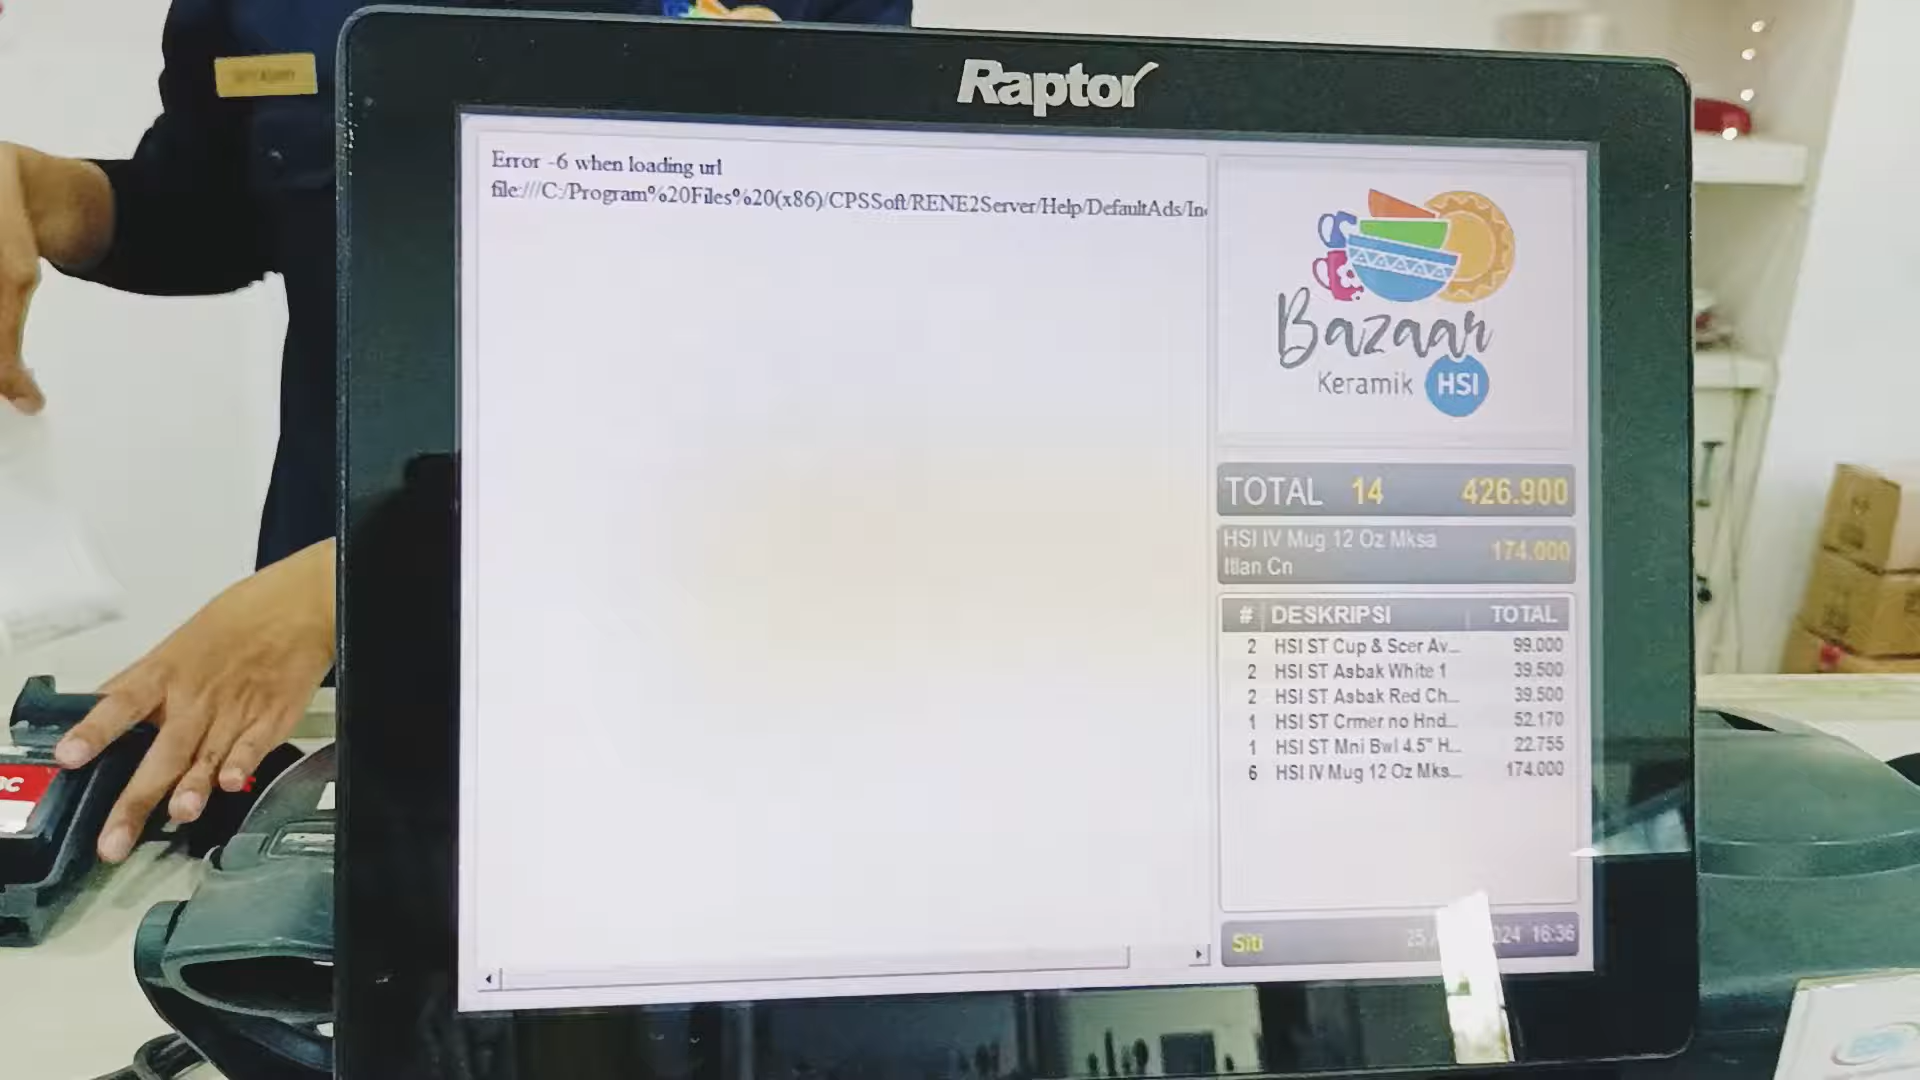 Raptor
Error -6 when loading url
file:///C:/Program%20Files%20(x86)/CPSSoft/RENE2Server/Help/DefaultAds/In
Bazaar
Keramik HSI
TOTAL 14 426.900
HSI IV Mug 12 Oz Mksa 174.000
Itlan Cn
# DESKRIPSI TOTAL
2 HSI ST Cup & Scer Av... 99.000
2 HSI ST Asbak White 1 39.500
2 HSI ST Asbak Red Ch... 39.500
1 HSI ST Crmer no Hnd... 52.170
1 HSI ST Mni Bwl 4.5" H... 22.755
6 HSI IV Mug 12 Oz Mks... 174.000
Siti 25 024 16:36